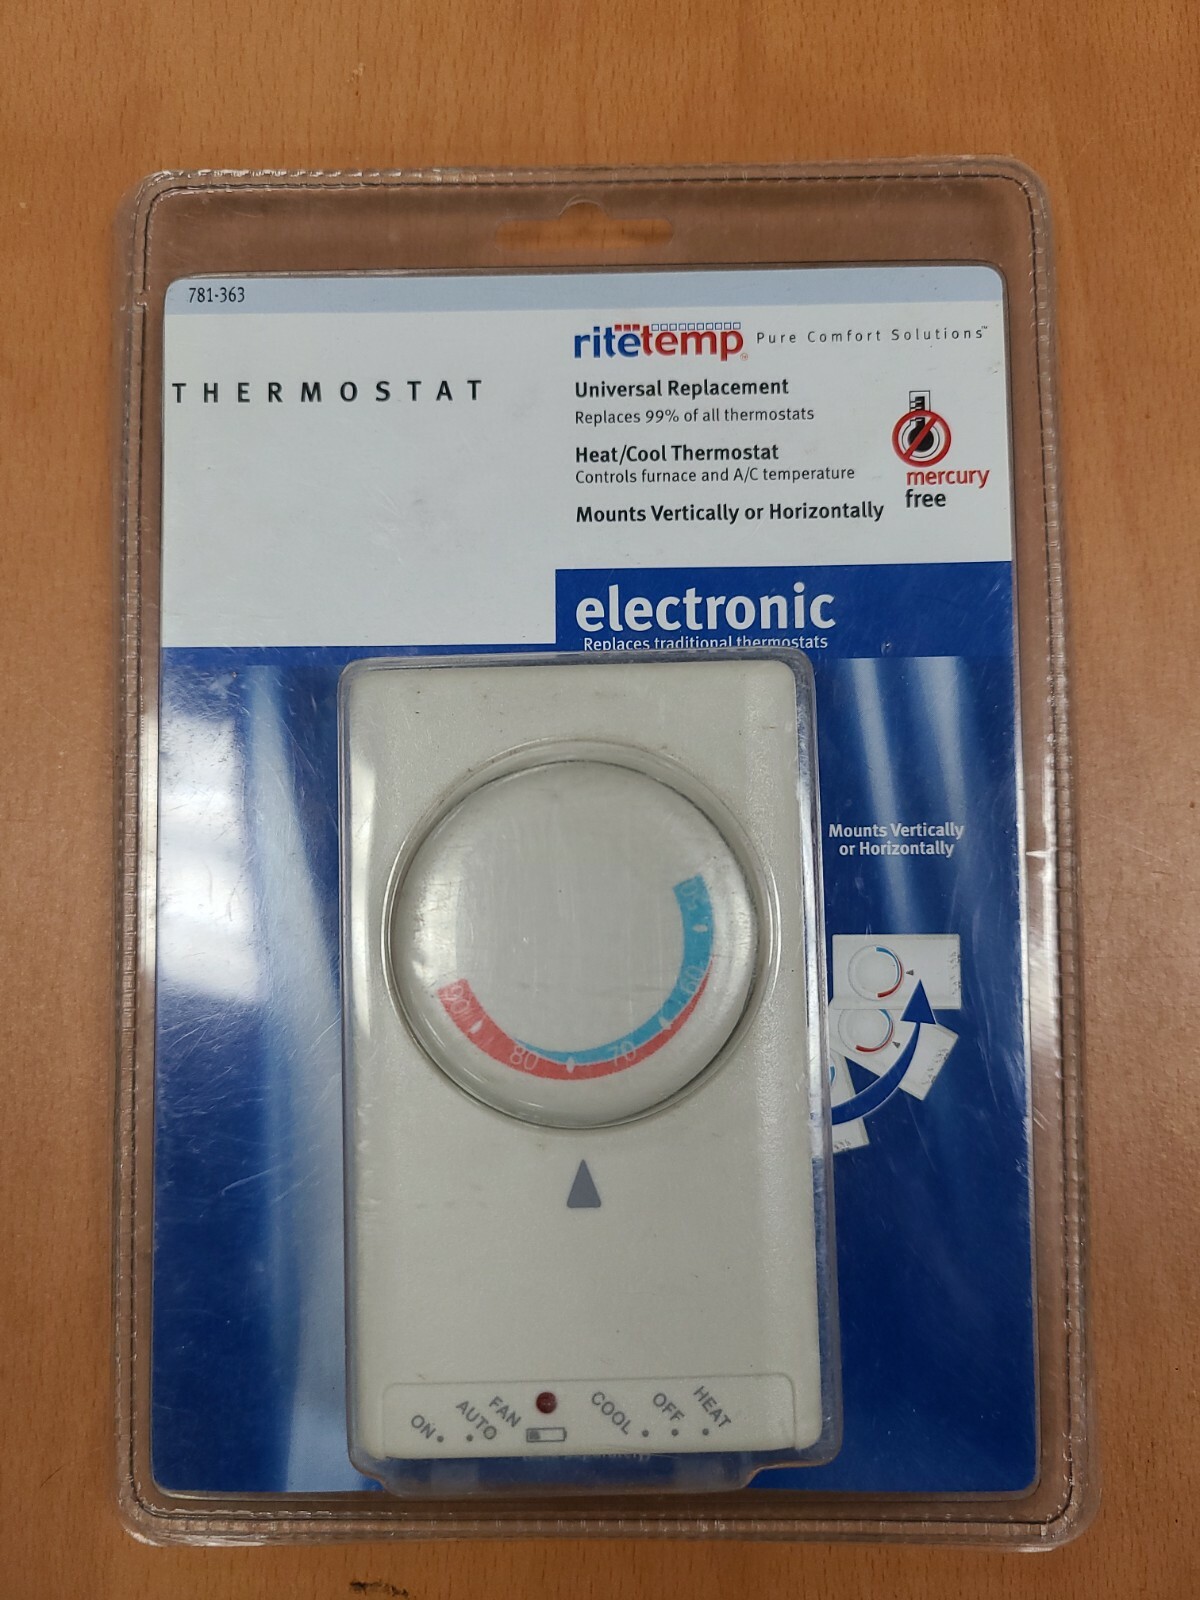 781-363
THERMOSTAT
ritetemp® Pure Comfort Solutions™
Universal Replacement
Replaces 99% of all thermostats
Heat/Cool Thermostat
Controls furnace and A/C temperature
Mounts Vertically or Horizontally
mercury
free
electronic
Replaces traditional thermostats
Mounts Vertically
or Horizontally
50
60
70
80
90
ON
AUTO
FAN
COOL
OFF
HEAT